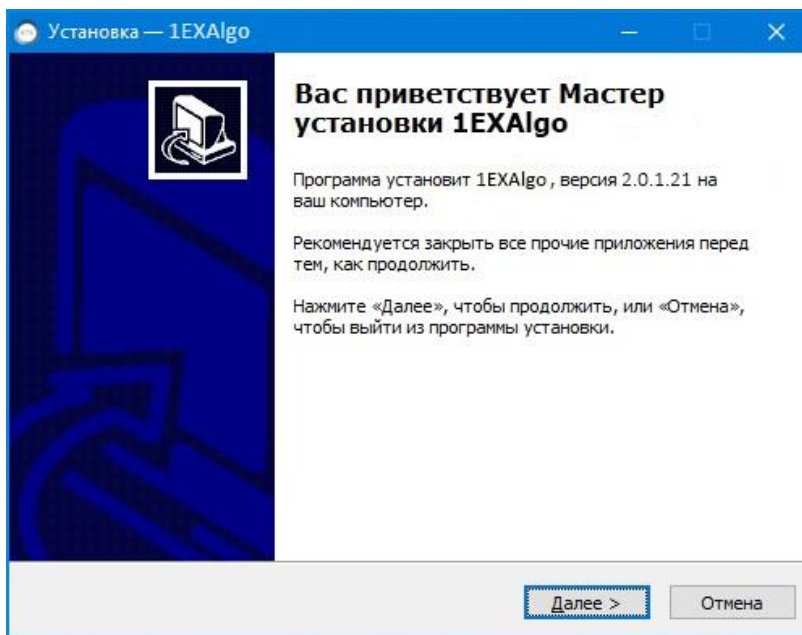 Установка — 1EXAlgo
Вас приветствует Мастер
установки 1EXAlgo
Программа установит 1EXAlgo , версия 2.0.1.21 на
ваш компьютер.
Рекомендуется закрыть все прочие приложения перед
тем, как продолжить.
Нажмите «Далее», чтобы продолжить, или «Отмена»,
чтобы выйти из программы установки.
Далее >
Отмена